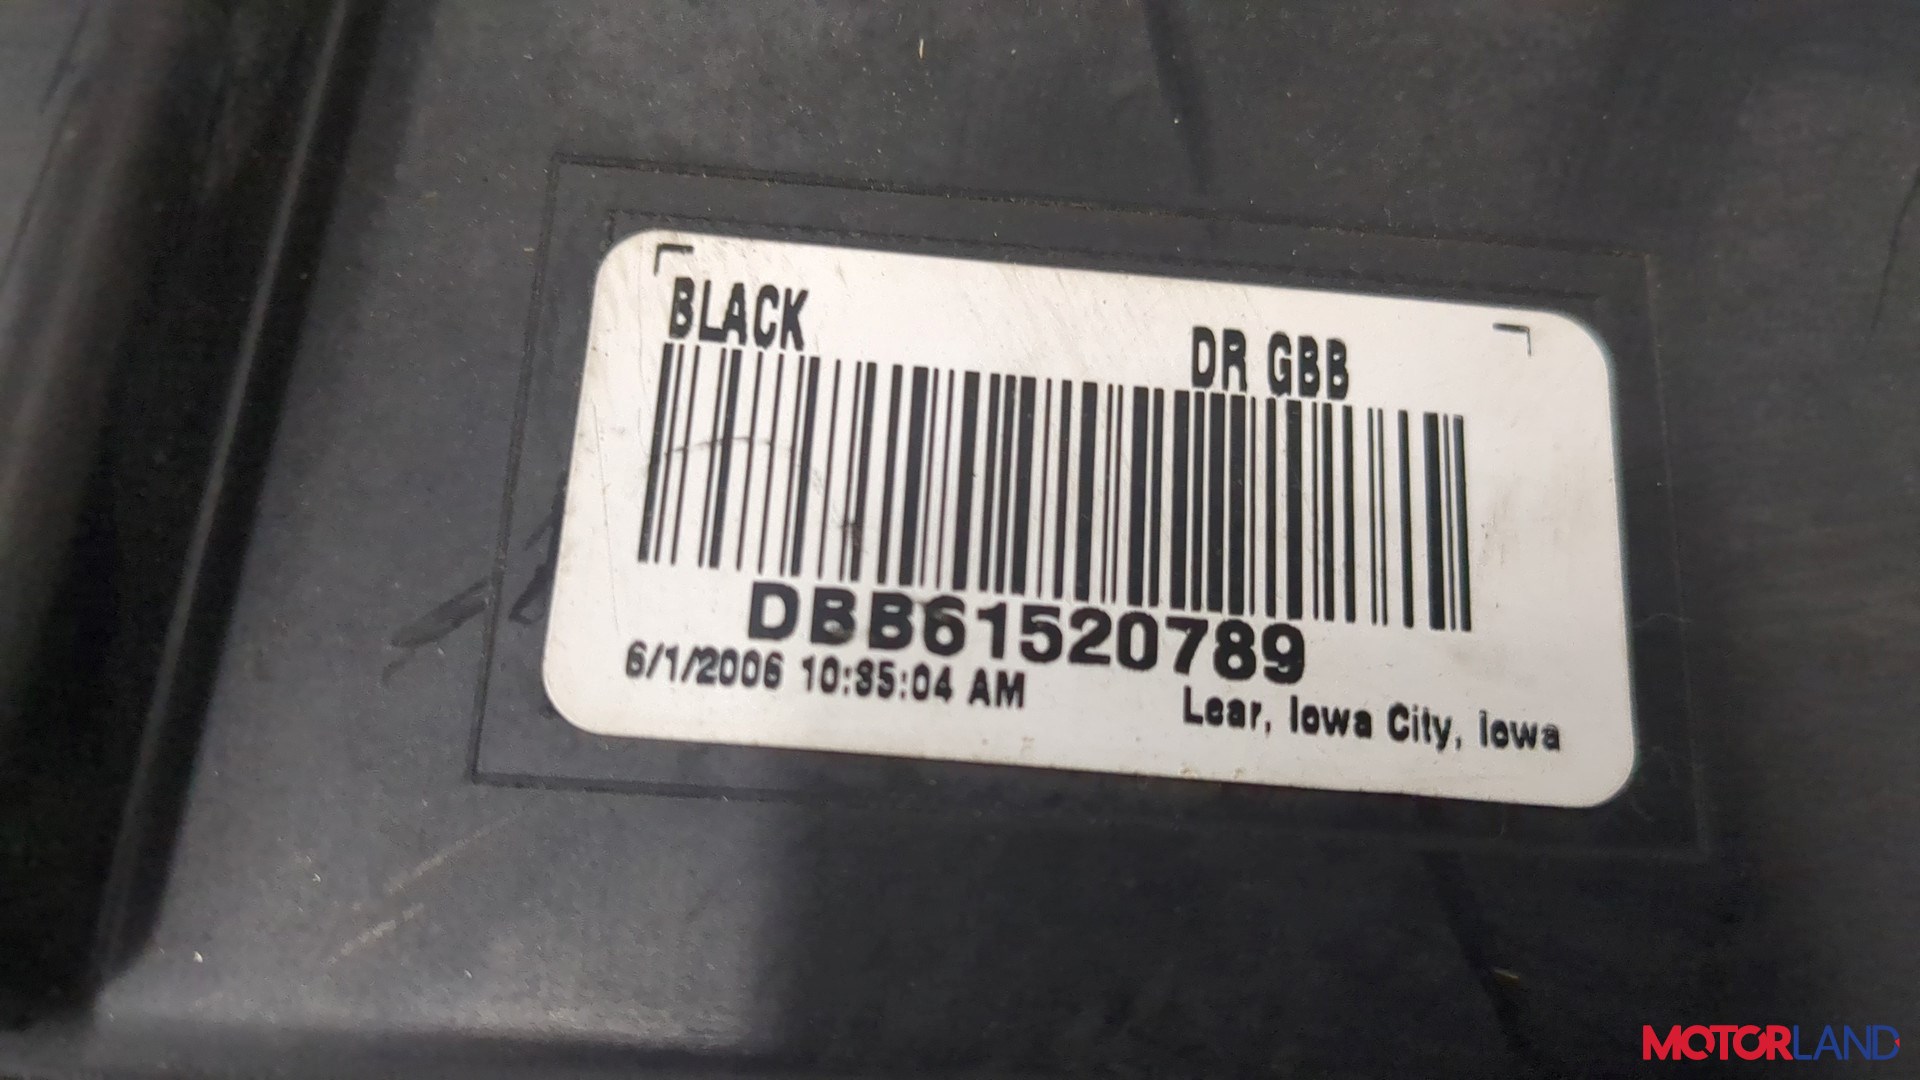 BLACK
DR GBB
DBB61520789
6/1/2006 10:35:04 AM
Lear, Iowa City, Iowa
MOTORLAND